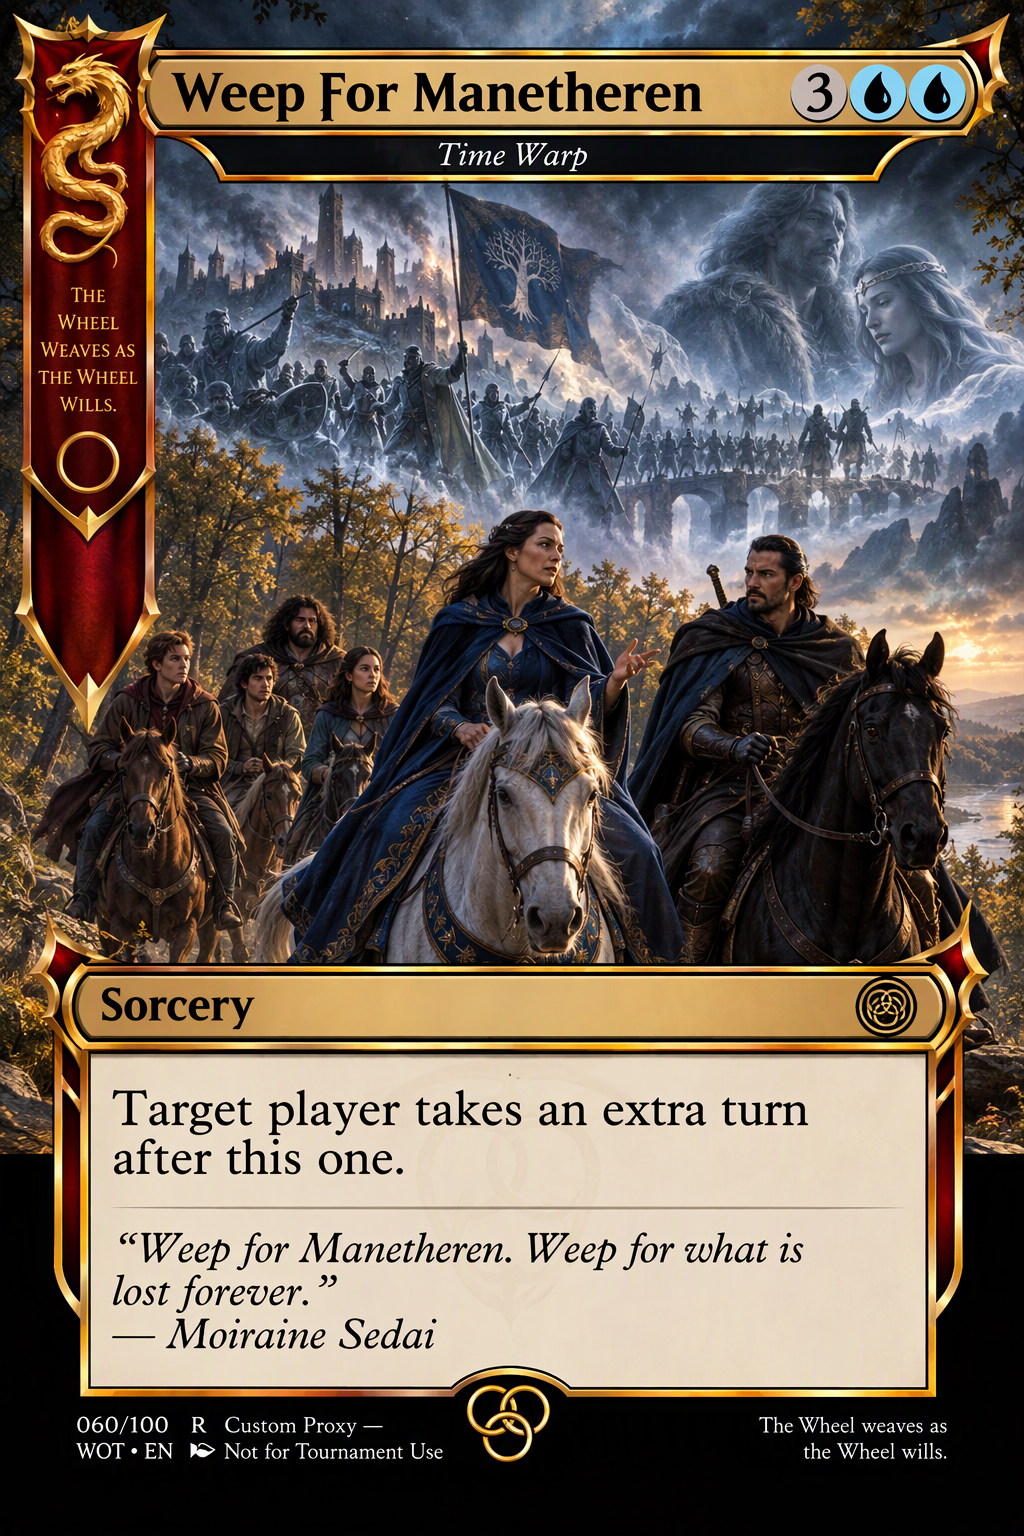 Weep For Manetheren
3
Time Warp
THE
WHEEL
WEAVES AS
THE WHEEL
WILLS.
Sorcery
Target player takes an extra turn
after this one.
“Weep for Manetheren. Weep for what is
lost forever.”
— Moiraine Sedai
060/100 R Custom Proxy —
WOT • EN Not for Tournament Use
The Wheel weaves as
the Wheel wills.